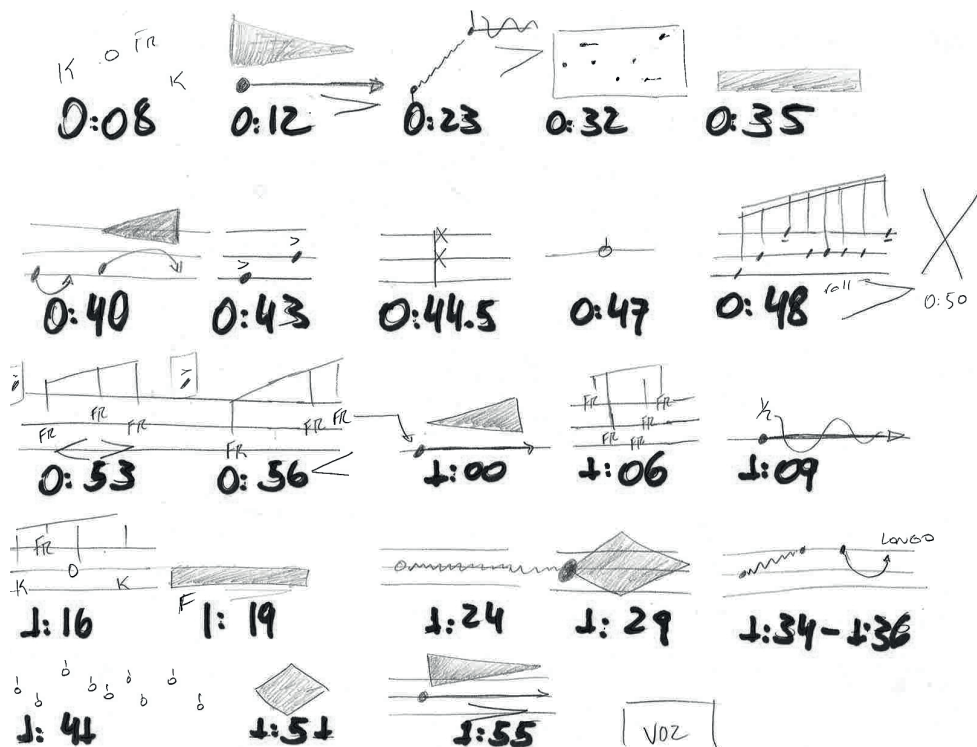 K O FR K
0:08 0:12 0:23 0:32 0:35
roll
0:40 0:43 0:44.5 0:47 0:48 0:50
FR FR FR FR FR
0:53 0:56 1:00 1:06 1:09
FR FR FR FR
1/2
FR K O K
F
LONGO
1:16 1:19 1:24 1:29 1:34-1:36
1:41 1:51 1:55
VOZ